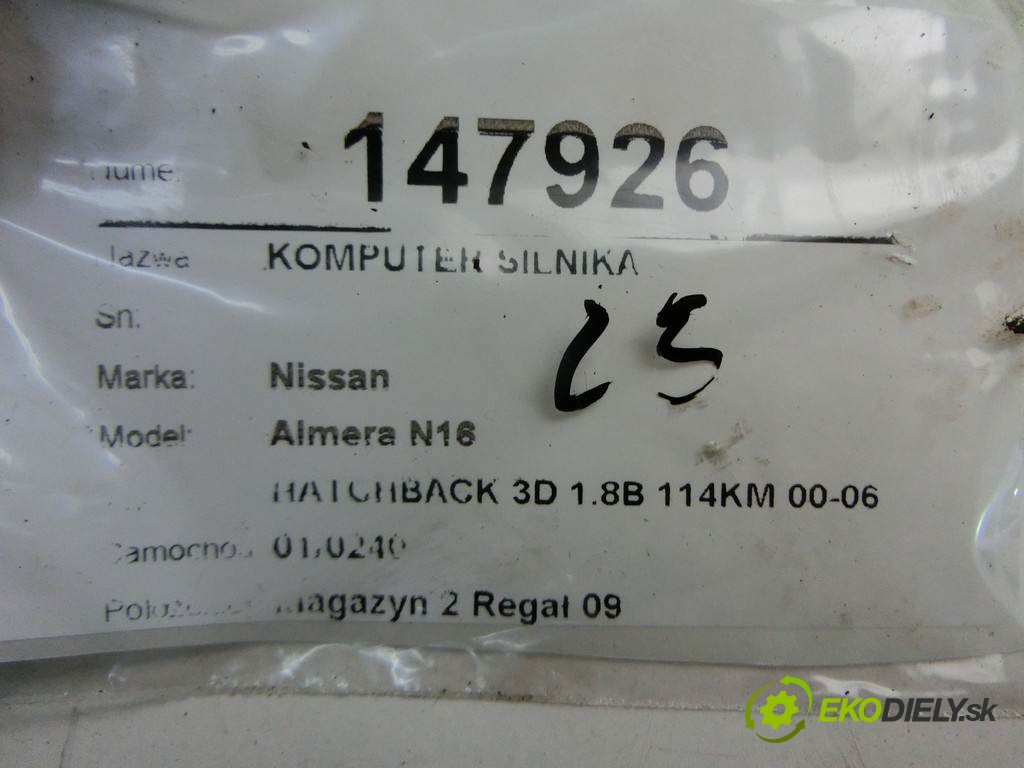 147926
KOMPUTER SILNIKA
Sn:
Marka: Nissan
Model: Almera N16
HATCHBACK 3D 1.8B 114KM 00-06
Magazyn 2 Regał 09
EKODIELY.sk